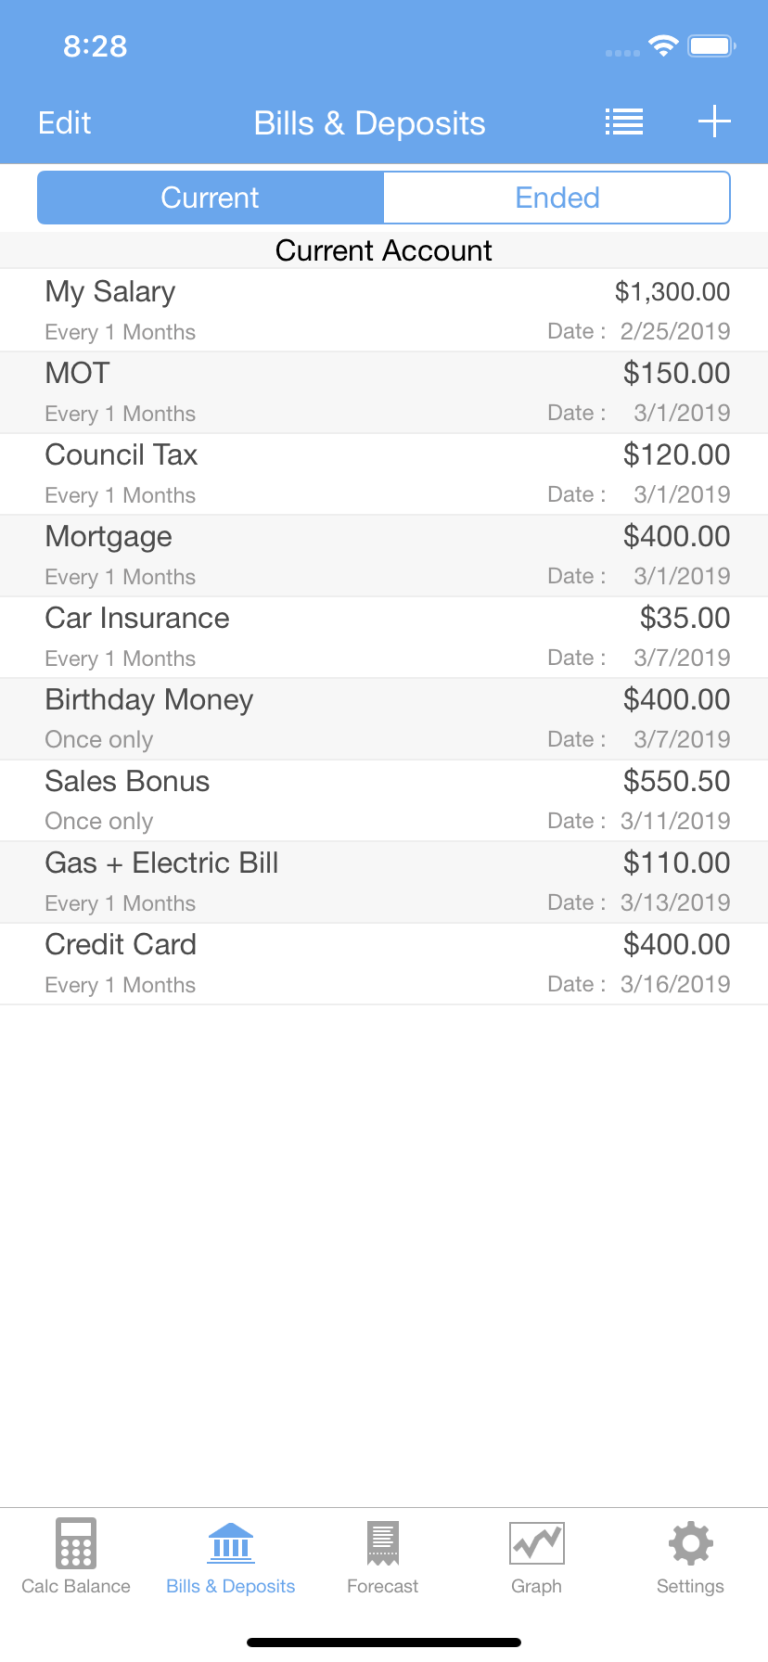 8:28
Edit Bills & Deposits
Current Ended
Current Account
My Salary $1,300.00
Every 1 Months Date : 2/25/2019
MOT $150.00
Every 1 Months Date : 3/1/2019
Council Tax $120.00
Every 1 Months Date : 3/1/2019
Mortgage $400.00
Every 1 Months Date : 3/1/2019
Car Insurance $35.00
Every 1 Months Date : 3/7/2019
Birthday Money $400.00
Once only Date : 3/7/2019
Sales Bonus $550.50
Once only Date : 3/11/2019
Gas + Electric Bill $110.00
Every 1 Months Date : 3/13/2019
Credit Card $400.00
Every 1 Months Date : 3/16/2019
Calc Balance Bills & Deposits Forecast Graph Settings